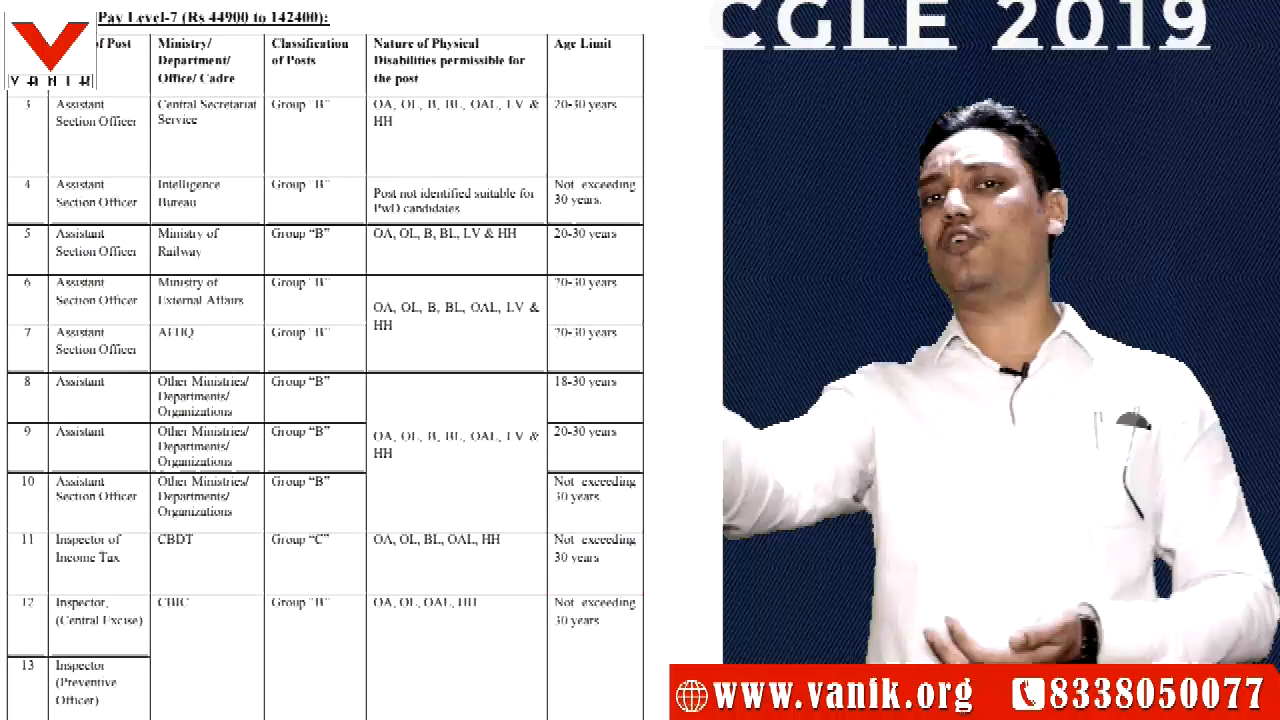 Pay Level-7 (Rs 44900 to 142400):
of Post
Ministry/
Department/
Office/ Cadre
Classification
of Posts
Nature of Physical
Disabilities permissible for
the post
Age Limit
3
Assistant
Section Officer
Central Secretariat
Service
Group "B"
OA, OL, B, BL, OAL, LV &
HH
20-30 years
4
Assistant
Section Officer
Intelligence
Bureau
Group "B"
Post not identified suitable for
PwD candidates
Not exceeding
30 years.
5
Assistant
Section Officer
Ministry of
Railway
Group “B”
OA, OL, B, BL, LV & HH
20-30 years
6
Assistant
Section Officer
Ministry of
External Affairs
Group "B"
OA, OL, B, BL, OAL, LV &
HH
20-30 years
7
Assistant
Section Officer
AFHQ
Group "B"
20-30 years
8
Assistant
Other Ministries/
Departments/
Organizations
Group “B”
OA, OL, B, BL, OAL, LV &
HH
18-30 years
9
Assistant
Other Ministries/
Departments/
Organizations
Group “B”
20-30 years
10
Assistant
Section Officer
Other Ministries/
Departments/
Organizations
Group “B”
Not exceeding
30 years
11
Inspector of
Income Tax
CBDT
Group “C”
OA, OL, BL, OAL, HH
Not exceeding
30 years
12
Inspector,
(Central Excise)
CBIC
Group "B"
OA, OL, OAL, HH
Not exceeding
30 years
13
Inspector
(Preventive
Officer)
VANIK
CGLE 2019
www.vanik.org
8338050077